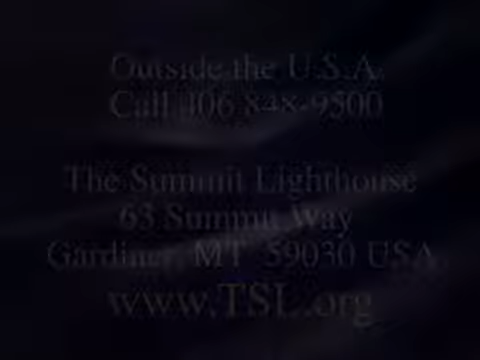 Outside the U.S.A.
Call 406 848-9500
The Summit Lighthouse
63 Summit Way
Gardiner, MT 59030 USA
www.TSL.org